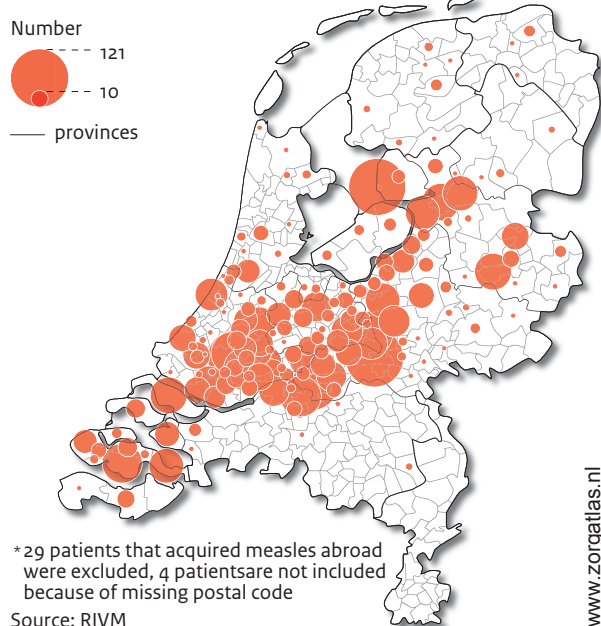 Number
121
10
provinces
*29 patients that acquired measles abroad
were excluded, 4 patientsare not included
because of missing postal code
Source: RIVM
www.zorgatlas.nl